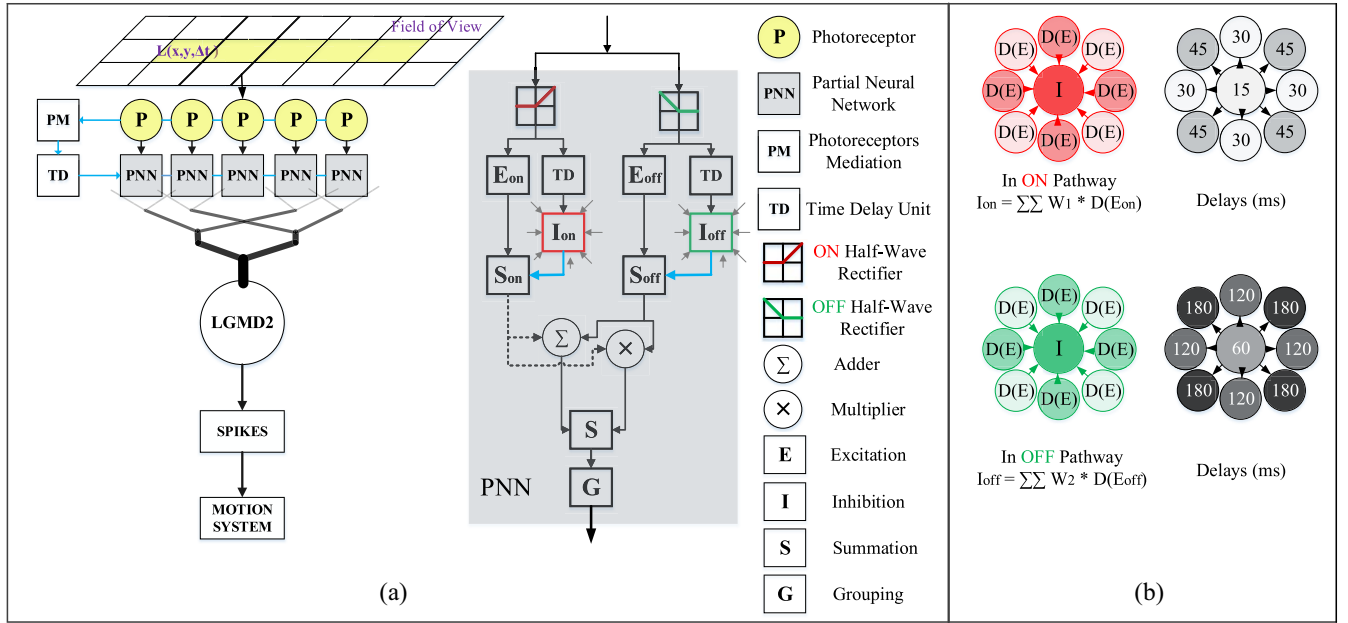 Field of View
L(x,y,Δt )
PM
P P P P P
TD
PNN PNN PNN PNN PNN
LGMD2
SPIKES
MOTION
SYSTEM
Eon
TD
Eoff
TD
Ion
Ioff
Son
Soff
Σ
×
S
G
PNN
P Photoreceptor
PNN Partial Neural
Network
PM Photoreceptors
Mediation
TD Time Delay Unit
ON Half-Wave
Rectifier
OFF Half-Wave
Rectifier
Σ Adder
× Multiplier
E Excitation
I Inhibition
S Summation
G Grouping
(a)
D(E) D(E) D(E)
D(E) I D(E)
D(E) D(E) D(E)
In ON Pathway
Ion = ∑∑ W1 * D(Eon)
45 30 45
30 15 30
45 30 45
Delays (ms)
D(E) D(E) D(E)
D(E) I D(E)
D(E) D(E) D(E)
In OFF Pathway
Ioff = ∑∑ W2 * D(Eoff)
180 120 180
120 60 120
180 120 180
Delays (ms)
(b)